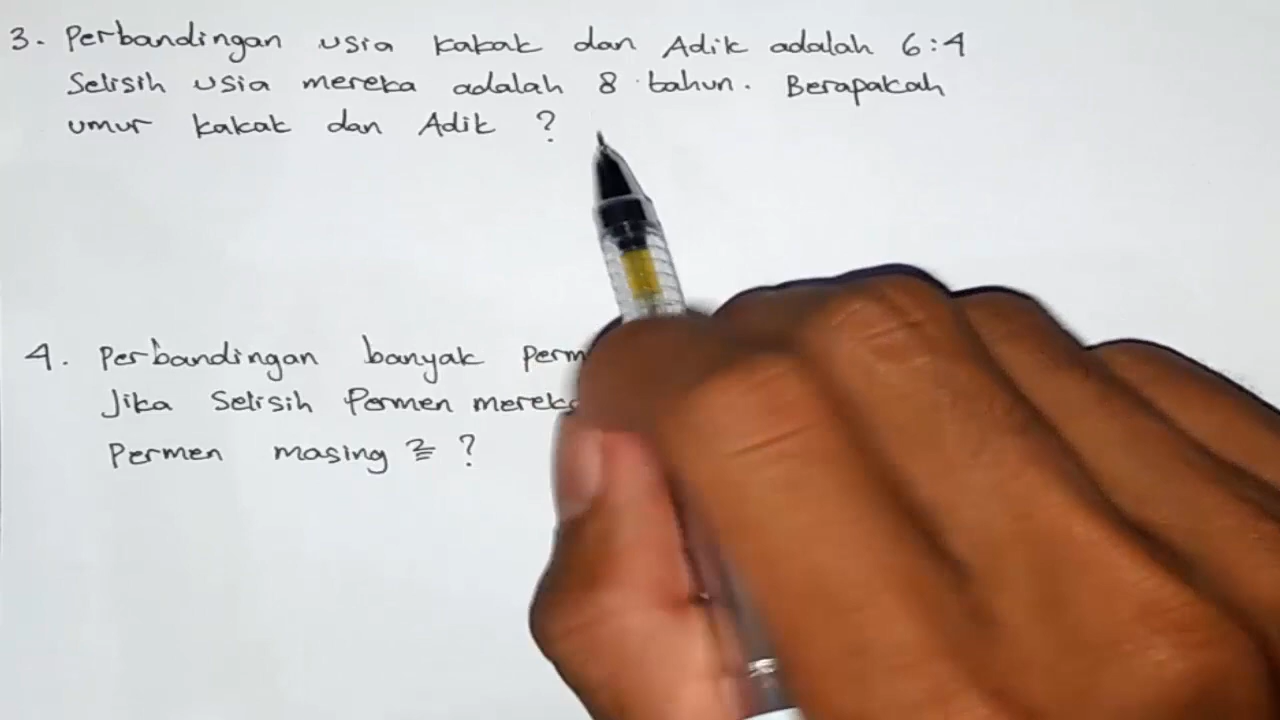 3. Perbandingan usia kakak dan Adik adalah 6:4
Selisih usia mereka adalah 8 tahun. Berapakah
umur kakak dan Adik ?
4. Perbandingan banyak perm
Jika Selisih Permen mereka
Permen masing 2 ?